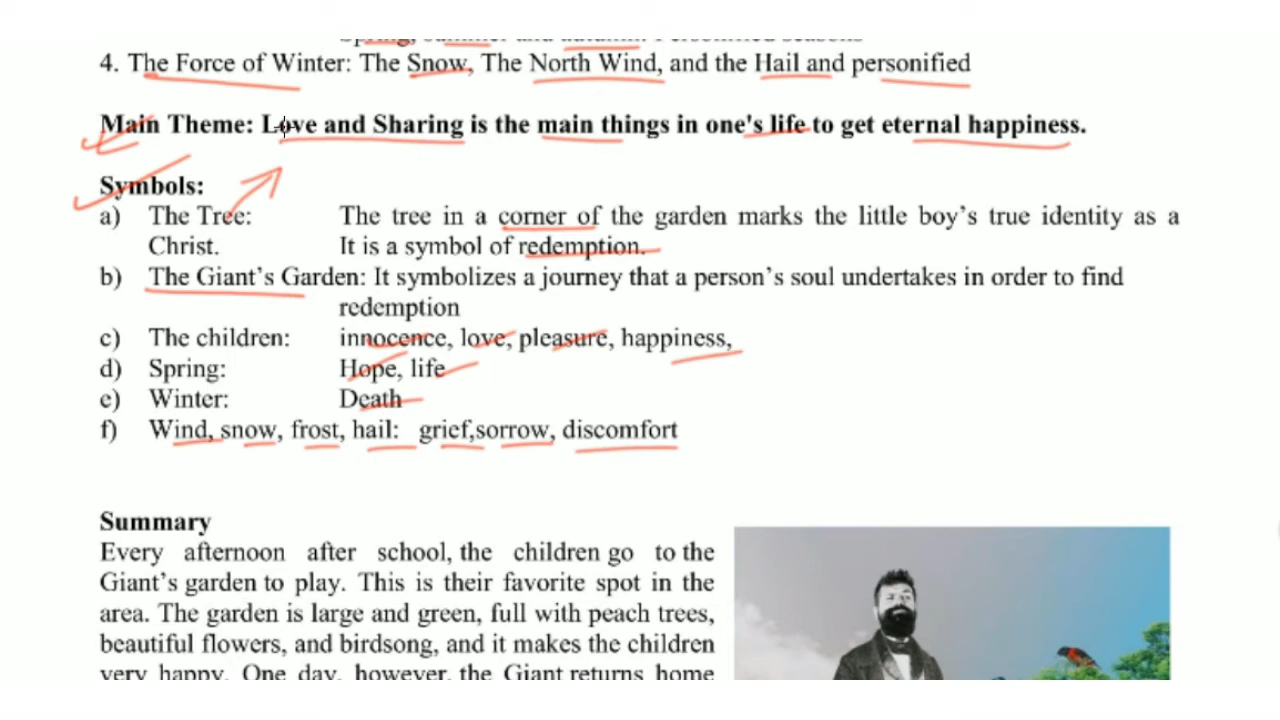 4. The Force of Winter: The Snow, The North Wind, and the Hail and personified
Main Theme: Love and Sharing is the main things in one's life to get eternal happiness.
Symbols:
a) The Tree: The tree in a corner of the garden marks the little boy's true identity as a
Christ. It is a symbol of redemption.
b) The Giant's Garden: It symbolizes a journey that a person's soul undertakes in order to find
redemption
c) The children: innocence, love, pleasure, happiness,
d) Spring: Hope, life
e) Winter: Death
f) Wind, snow, frost, hail: grief,sorrow, discomfort
Summary
Every afternoon after school, the children go to the
Giant's garden to play. This is their favorite spot in the
area. The garden is large and green, full with peach trees,
beautiful flowers, and birdsong, and it makes the children
very happy. One day, however, the Giant returns home